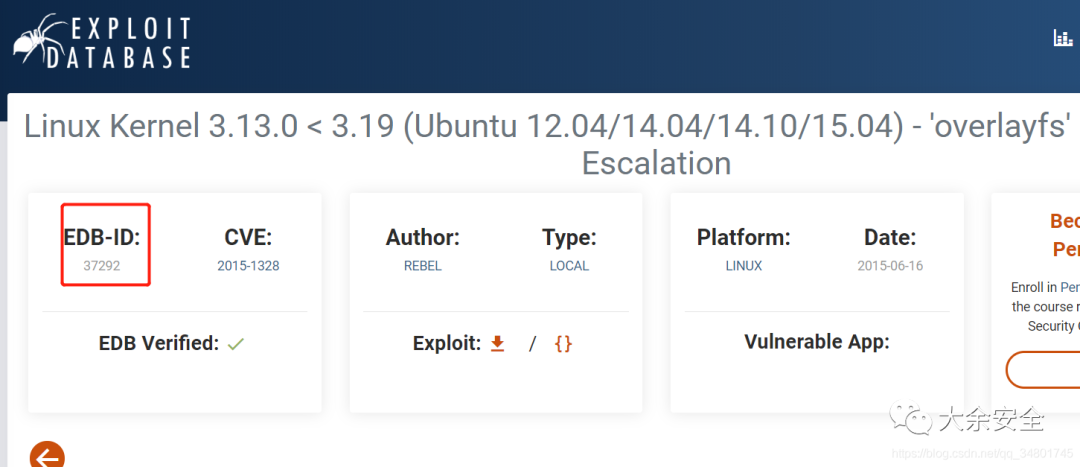 EXPLOIT
DATABASE
Linux Kernel 3.13.0 < 3.19 (Ubuntu 12.04/14.04/14.10/15.04) - 'overlayfs'
Escalation
EDB-ID:
37292
CVE:
2015-1328
Author:
REBEL
Type:
LOCAL
Platform:
LINUX
Date:
2015-06-16
EDB Verified:
Exploit:
/
{}
Vulnerable App:
Bec
Per
Enroll in Per
the course r
Security
大余安全
https://blog.csdn.net/qq_34801745